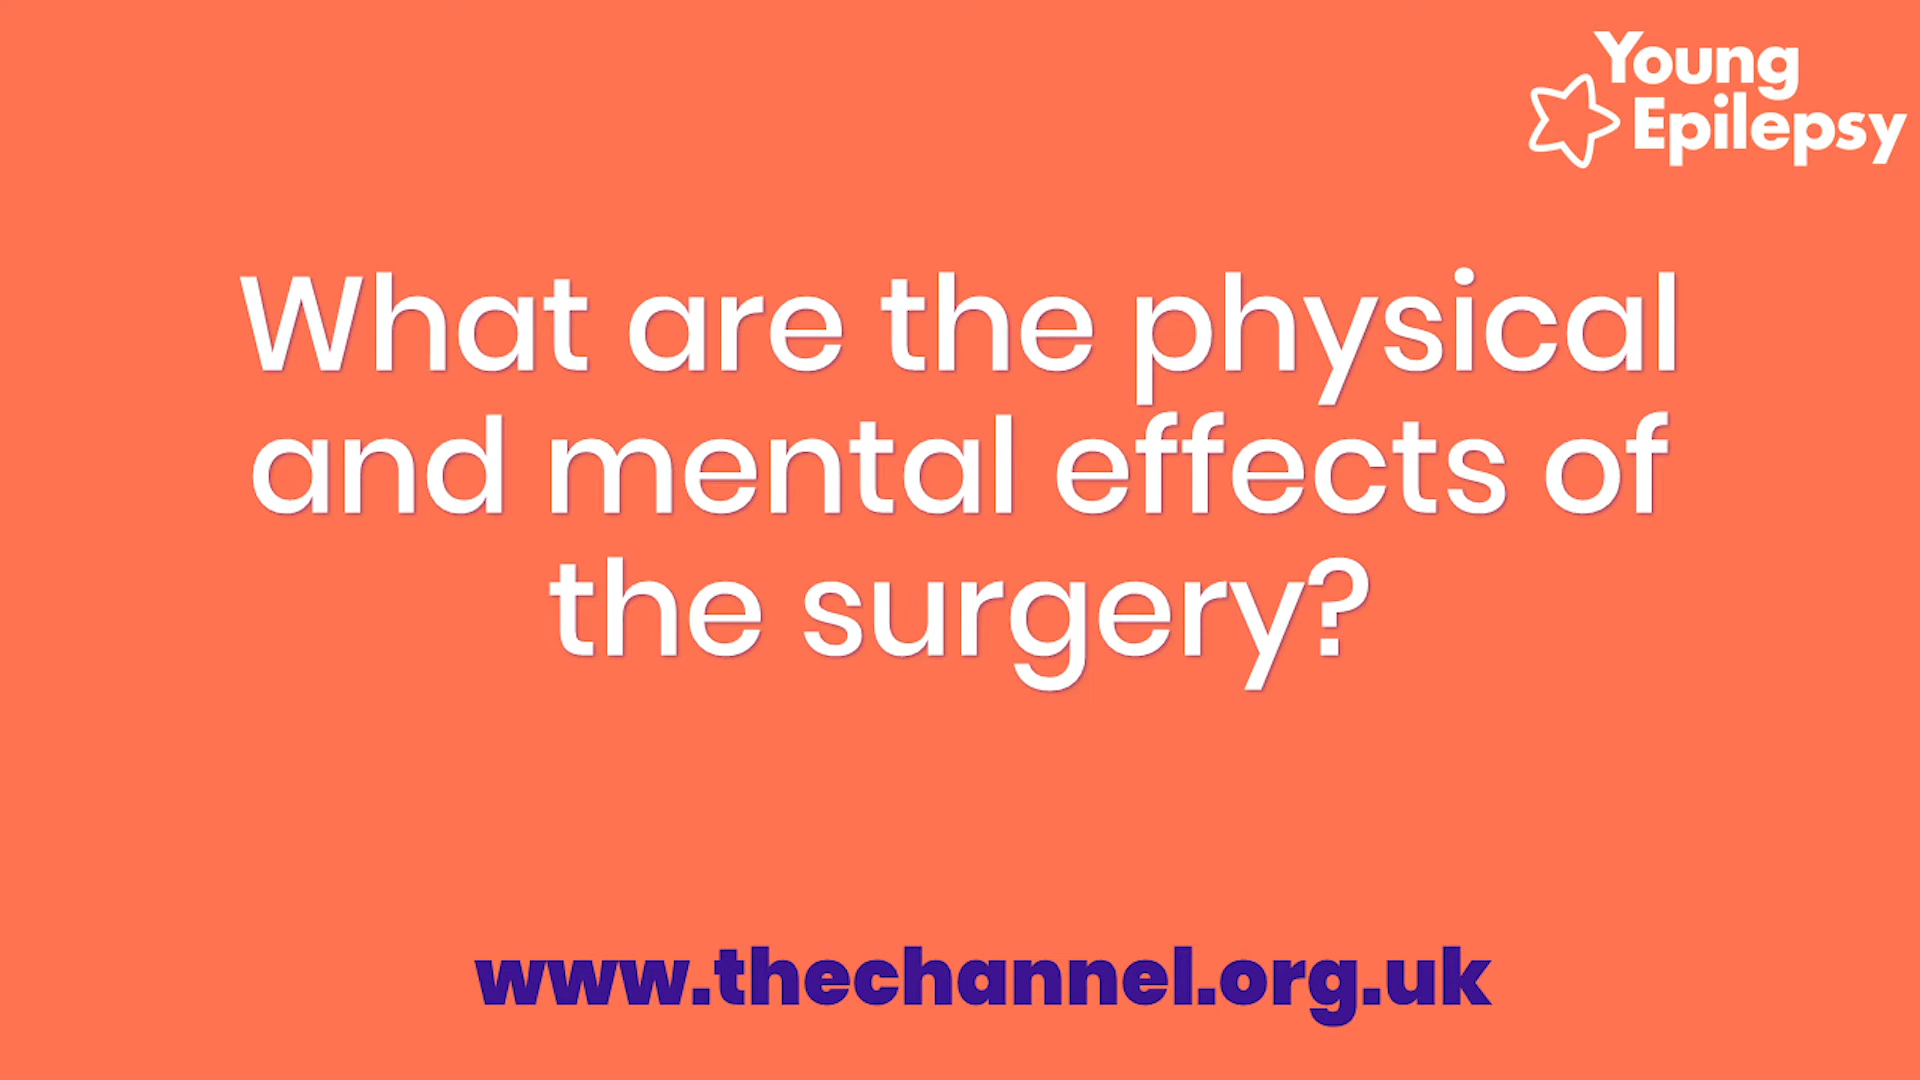 Young
Epilepsy
What are the physical
and mental effects of
the surgery?
www.thechannel.org.uk